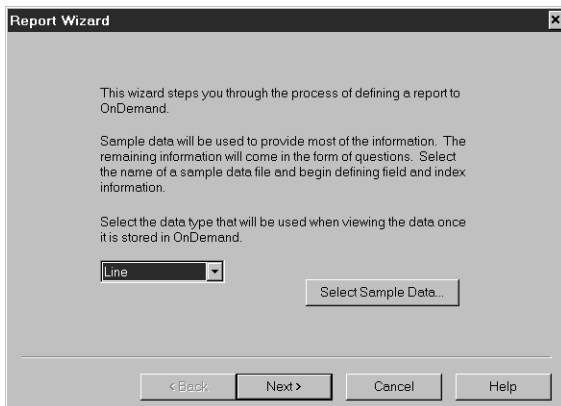 Report Wizard
This wizard steps you through the process of defining a report to
OnDemand.
Sample data will be used to provide most of the information. The
remaining information will come in the form of questions. Select
the name of a sample data file and begin defining field and index
information.
Select the data type that will be used when viewing the data once
it is stored in OnDemand.
Line
Select Sample Data...
< Back
Next >
Cancel
Help